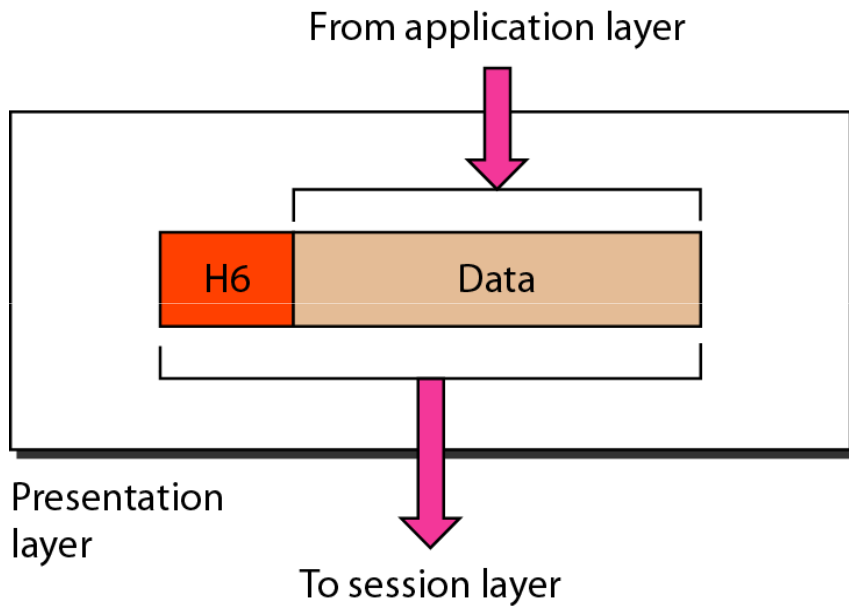 From application layer
H6
Data
Presentation
layer
To session layer